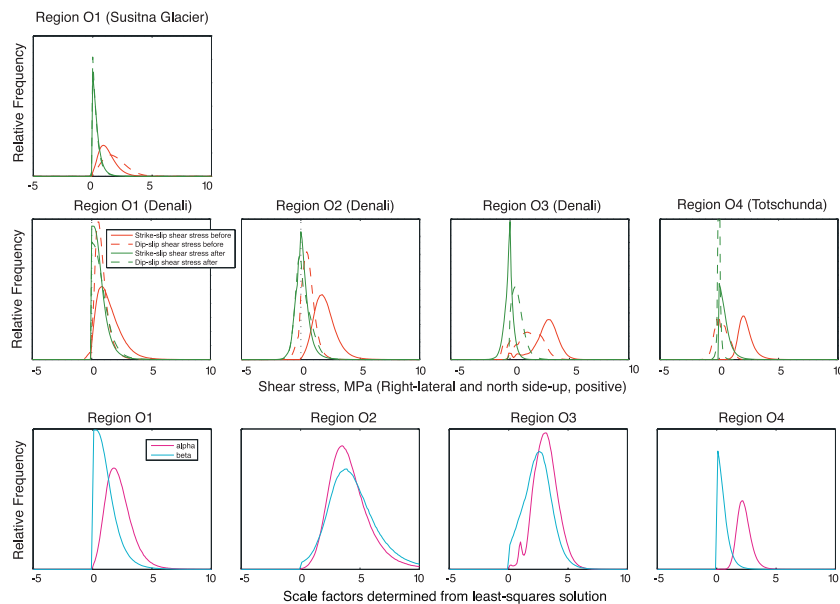 Region O1 (Susitna Glacier)
Relative Frequency
-5 0 5 10
Region O1 (Denali)
Region O2 (Denali)
Region O3 (Denali)
Region O4 (Totschunda)
Relative Frequency
Strike-slip shear stress before
Dip-slip shear stress before
Strike-slip shear stress after
Dip-slip shear stress after
-5 0 5 10
-5 0 5 10
-5 0 5 10
-5 0 5 10
Shear stress, MPa (Right-lateral and north side-up, positive)
Region O1
Region O2
Region O3
Region O4
Relative Frequency
alpha
beta
-5 0 5 10
-5 0 5 10
-5 0 5 10
-5 0 5 10
Scale factors determined from least-squares solution